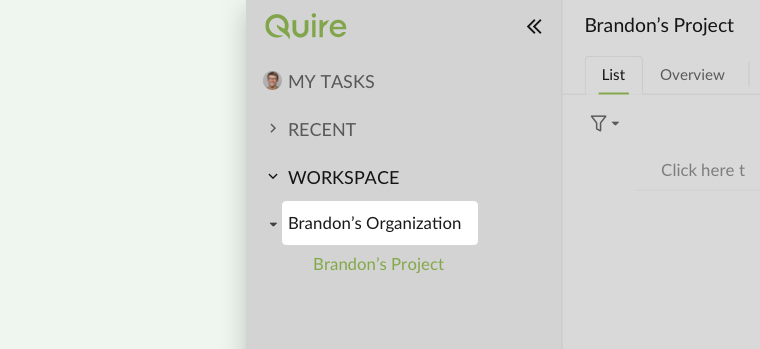 Quire
MY TASKS
RECENT
WORKSPACE
Brandon’s Organization
Brandon’s Project
Brandon’s Project
List
Overview
Click here t